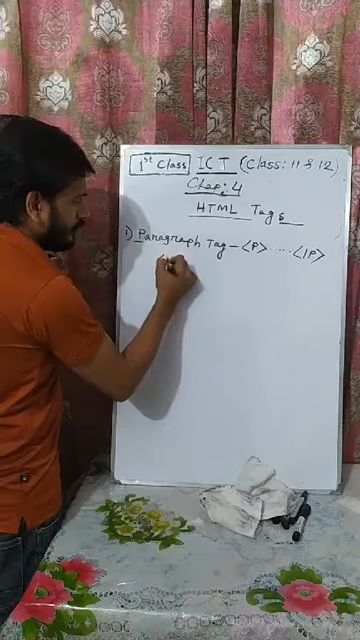 1st Class ICT (Class: 11 & 12)
Chap: 4
HTML Tags
1) Paragraph Tag - <P> ..... </P>